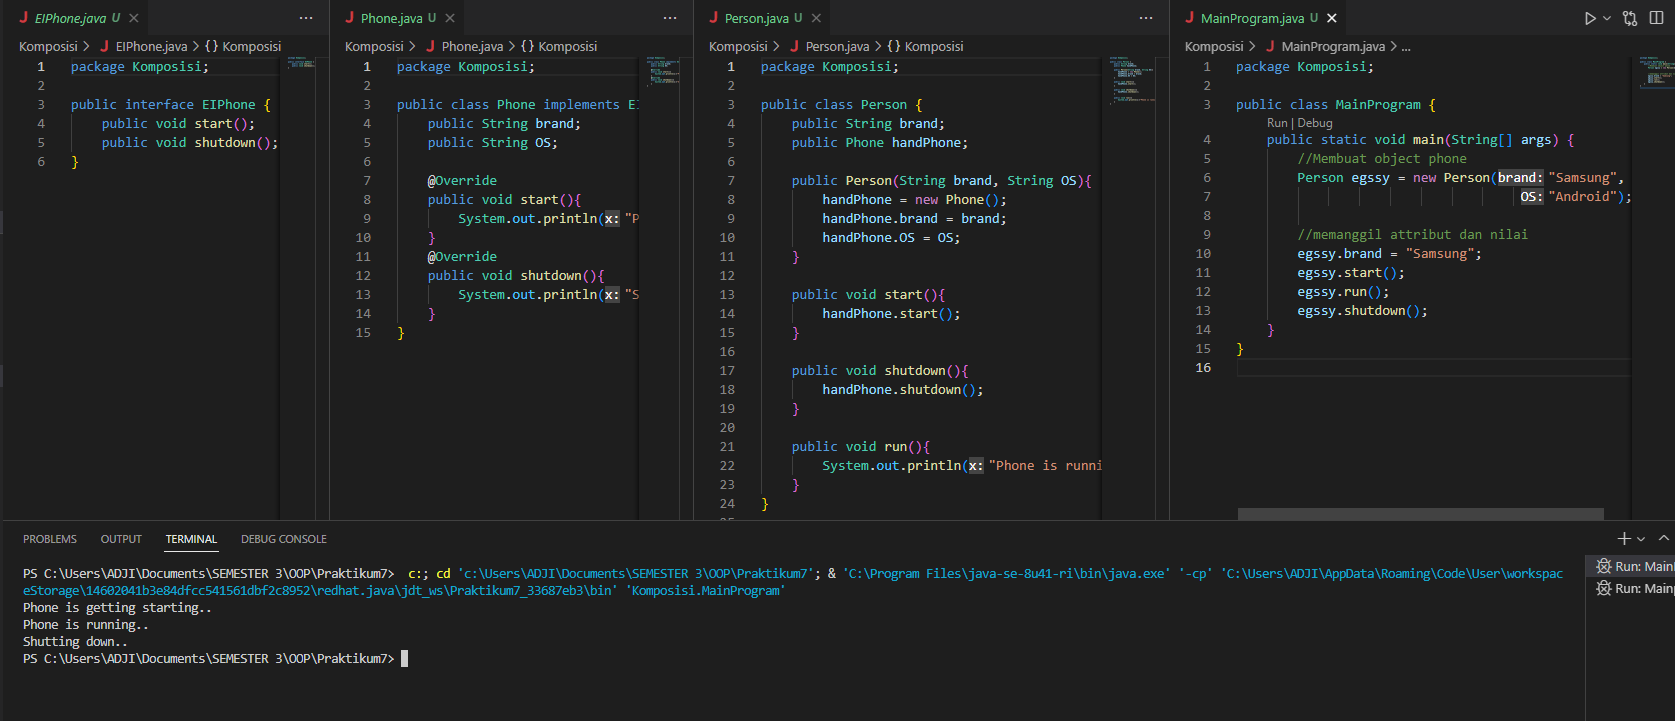 EIPhone.java U
Komposisi > EIPhone.java > {} Komposisi
1 package Komposisi;
2
3 public interface EIPhone {
4 public void start();
5 public void shutdown();
6 }
Phone.java U
Komposisi > Phone.java > {} Komposisi
1 package Komposisi;
2
3 public class Phone implements EI
4 public String brand;
5 public String OS;
6
7 @Override
8 public void start(){
9 System.out.println(x: "P
10 }
11 @Override
12 public void shutdown(){
13 System.out.println(x: "S
14 }
15 }
Person.java U
Komposisi > Person.java > {} Komposisi
1 package Komposisi;
2
3 public class Person {
4 public String brand;
5 public Phone handPhone;
6
7 public Person(String brand, String OS){
8 handPhone = new Phone();
9 handPhone.brand = brand;
10 handPhone.OS = OS;
11 }
12
13 public void start(){
14 handPhone.start();
15 }
16
17 public void shutdown(){
18 handPhone.shutdown();
19 }
20
21 public void run(){
22 System.out.println(x: "Phone is runni
23 }
24 }
MainProgram.java U
Komposisi > MainProgram.java > ...
1 package Komposisi;
2
3 public class MainProgram {
Run | Debug
4 public static void main(String[] args) {
5 //Membuat object phone
6 Person egssy = new Person(brand: "Samsung",
7 OS: "Android");
8
9 //memanggil attribut dan nilai
10 egssy.brand = "Samsung";
11 egssy.start();
12 egssy.run();
13 egssy.shutdown();
14 }
15 }
16
PROBLEMS OUTPUT TERMINAL DEBUG CONSOLE
PS C:\Users\ADJI\Documents\SEMESTER 3\OOP\Praktikum7> c:; cd 'c:\Users\ADJI\Documents\SEMESTER 3\OOP\Praktikum7'; & 'C:\Program Files\java-se-8u41-ri\bin\java.exe' '-cp' 'C:\Users\ADJI\AppData\Roaming\Code\User\workspac
eStorage\14602041b3e84dfcc541561dbf2c8952\redhat.java\jdt_ws\Praktikum7_33687eb3\bin' 'Komposisi.MainProgram'
Phone is getting starting..
Phone is running..
Shutting down..
PS C:\Users\ADJI\Documents\SEMESTER 3\OOP\Praktikum7>
Run: MainP
Run: Main